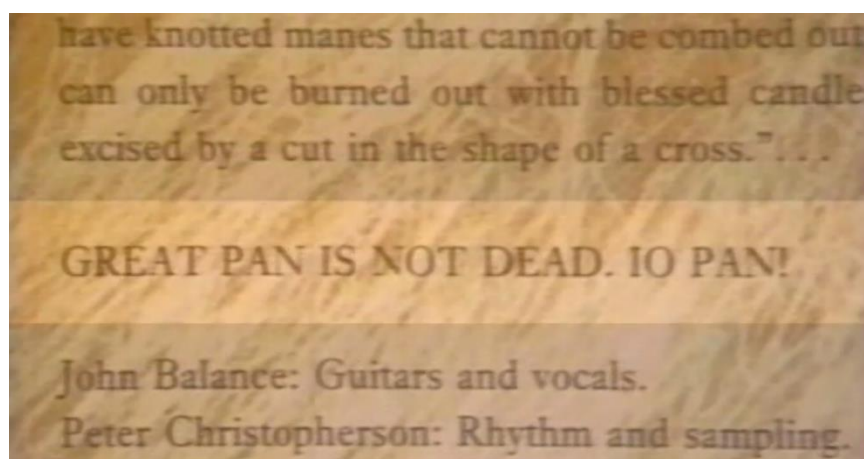 have knotted manes that cannot be combed out
can only be burned out with blessed candle
excised by a cut in the shape of a cross.”. . .
GREAT PAN IS NOT DEAD. IO PAN!
John Balance: Guitars and vocals.
Peter Christopherson: Rhythm and sampling.